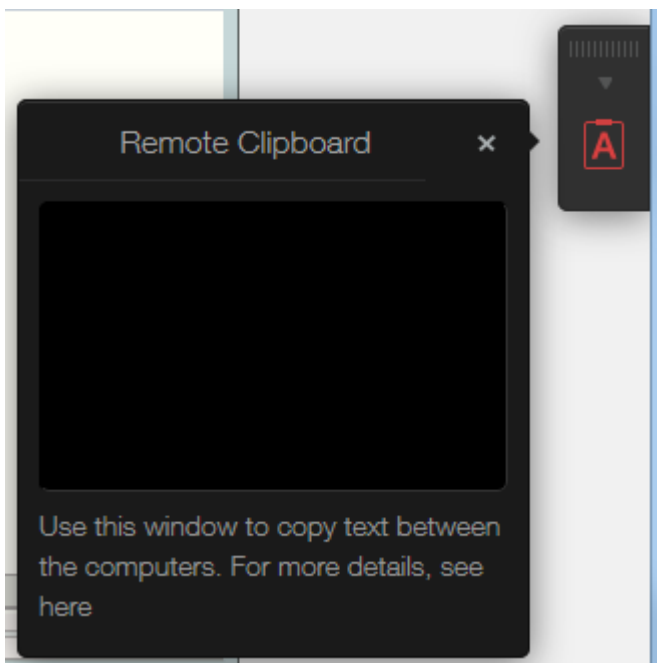 Remote Clipboard ×
A
Use this window to copy text between
the computers. For more details, see
here